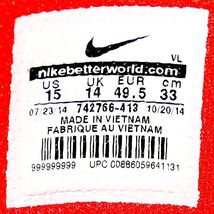 VL
nikebetterworld.com
US UK EUR cm
15 14 49.5 33
07/23/14 742766-413 10/20/14
MADE IN VIETNAM
FABRIQUE AU VIETNAM
999999999 UPC 00886059641131